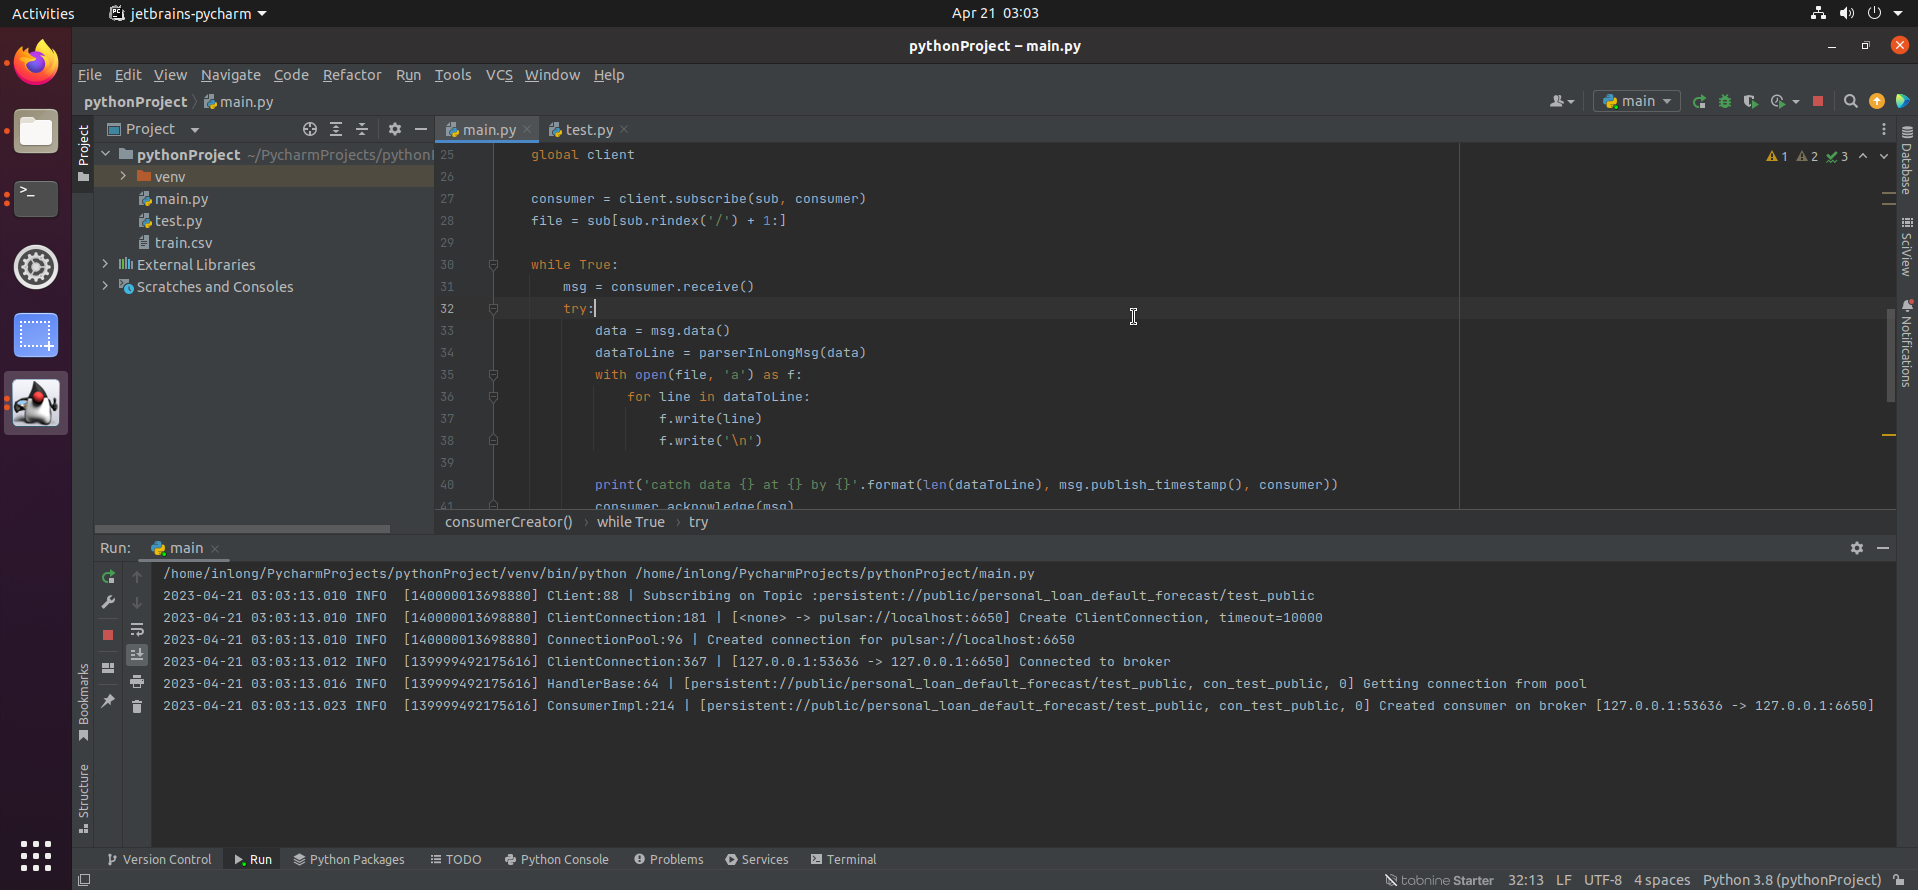 Activities jetbrains-pycharm Apr 21 03:03
pythonProject – main.py
File Edit View Navigate Code Refactor Run Tools VCS Window Help
pythonProject main.py main
Project
Project
main.py
test.py
pythonProject ~/PycharmProjects/pythonl
venv
main.py
test.py
train.csv
External Libraries
Scratches and Consoles
1 2 3
25 global client
26
27 consumer = client.subscribe(sub, consumer)
28 file = sub[sub.rindex('/') + 1:]
29
30 while True:
31 msg = consumer.receive()
32 try:
33 data = msg.data()
34 dataToLine = parserInLongMsg(data)
35 with open(file, 'a') as f:
36 for line in dataToLine:
37 f.write(line)
38 f.write('\n')
39
40 print('catch data {} at {} by {}'.format(len(dataToLine), msg.publish_timestamp(), consumer))
41 consumer.acknowledge(msg)
consumerCreator() › while True › try
Database
SciView
Notifications
Run: main
/home/inlong/PycharmProjects/pythonProject/venv/bin/python /home/inlong/PycharmProjects/pythonProject/main.py
2023-04-21 03:03:13.010 INFO [140000013698880] Client:88 | Subscribing on Topic :persistent://public/personal_loan_default_forecast/test_public
2023-04-21 03:03:13.010 INFO [140000013698880] ClientConnection:181 | [<none> -> pulsar://localhost:6650] Create ClientConnection, timeout=10000
2023-04-21 03:03:13.010 INFO [140000013698880] ConnectionPool:96 | Created connection for pulsar://localhost:6650
2023-04-21 03:03:13.012 INFO [139999492175616] ClientConnection:367 | [127.0.0.1:53636 -> 127.0.0.1:6650] Connected to broker
2023-04-21 03:03:13.016 INFO [139999492175616] HandlerBase:64 | [persistent://public/personal_loan_default_forecast/test_public, con_test_public, 0] Getting connection from pool
2023-04-21 03:03:13.023 INFO [139999492175616] ConsumerImpl:214 | [persistent://public/personal_loan_default_forecast/test_public, con_test_public, 0] Created consumer on broker [127.0.0.1:53636 -> 127.0.0.1:6650]
Bookmarks
Structure
Version Control Run Python Packages TODO Python Console Problems Services Terminal
tabnine Starter 32:13 LF UTF-8 4 spaces Python 3.8 (pythonProject)